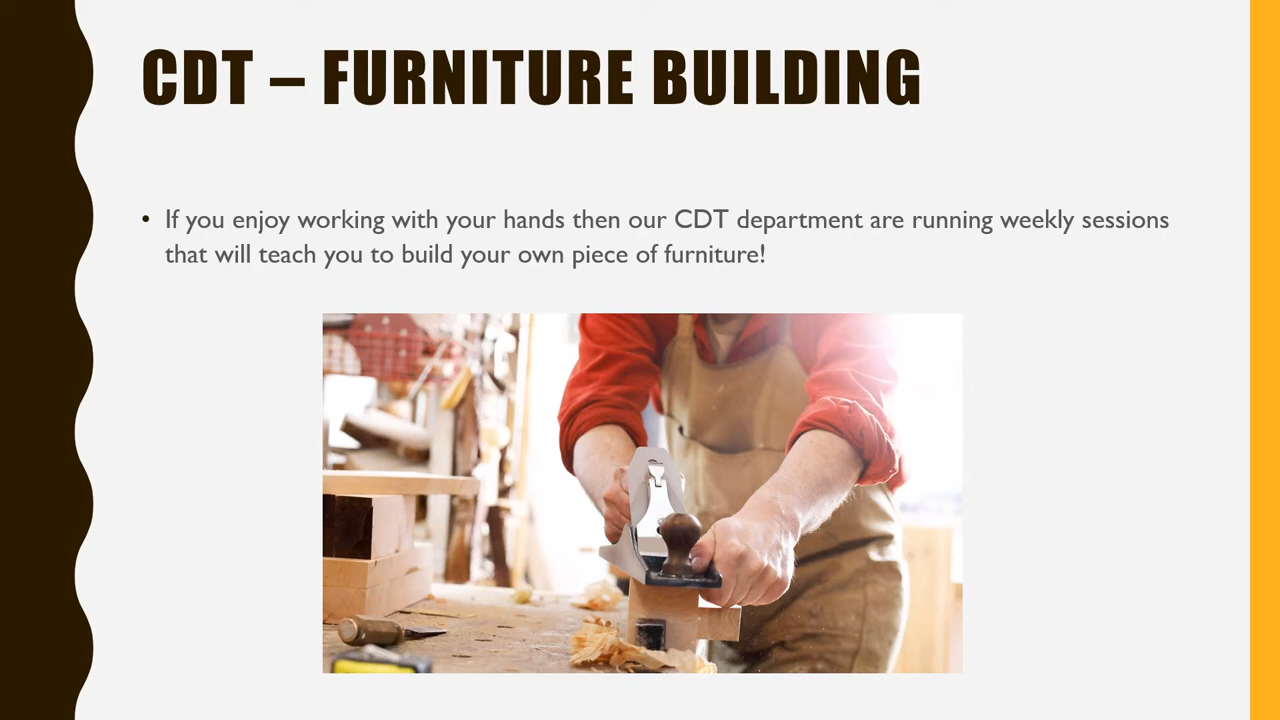 CDT – FURNITURE BUILDING
• If you enjoy working with your hands then our CDT department are running weekly sessions
that will teach you to build your own piece of furniture!